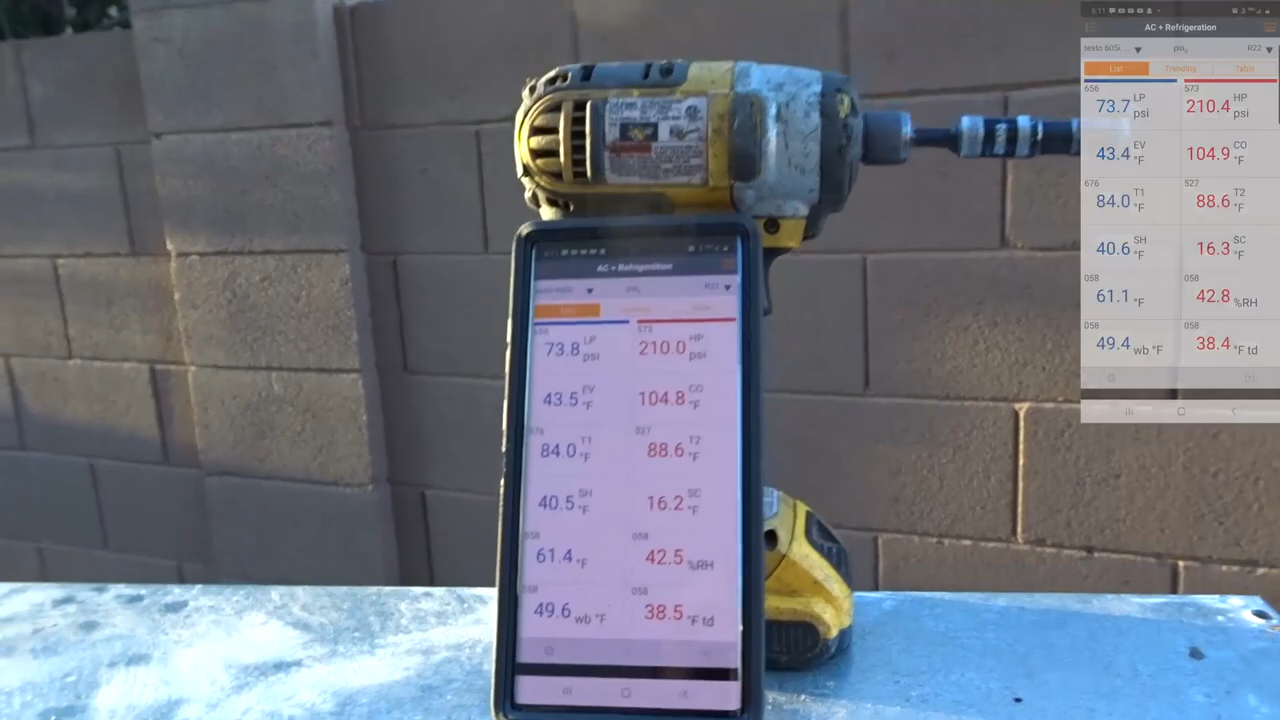 AC + Refrigeration
testo 605i... psi R22
List Trending Table
656 573
73.7 LP psi 210.4 HP psi
43.4 EV °F 104.9 CO °F
676 527
84.0 T1 °F 88.6 T2 °F
40.6 SH °F 16.3 SC °F
058 058
61.1 °F 42.8 %RH
058 058
49.4 wb °F 38.4 °F td
AC + Refrigeration
R22
656 573
73.8 LP psi 210.0 HP psi
43.5 EV °F 104.8 CO °F
676 527
84.0 T1 °F 88.6 T2 °F
40.5 SH °F 16.2 SC °F
058 058
61.4 °F 42.5 %RH
058 058
49.6 wb °F 38.5 °F td